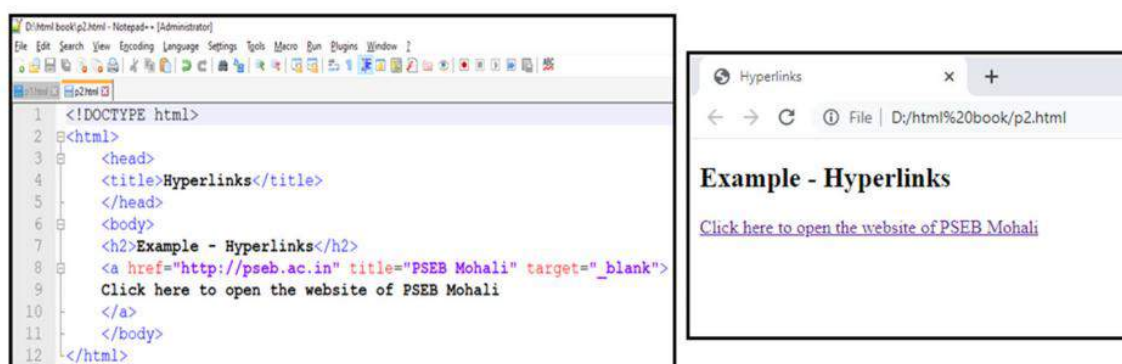 D:\html book\p2.html - Notepad++ [Administrator]
File Edit Search View Encoding Language Settings Tools Macro Run Plugins Window ?
p1.html p2.html
1 <!DOCTYPE html>
2 <html>
3 <head>
4 <title>Hyperlinks</title>
5 </head>
6 <body>
7 <h2>Example - Hyperlinks</h2>
8 <a href="http://pseb.ac.in" title="PSEB Mohali" target="_blank">
9 Click here to open the website of PSEB Mohali
10 </a>
11 </body>
12 </html>
Hyperlinks
File D:/html%20book/p2.html
Example - Hyperlinks
Click here to open the website of PSEB Mohali